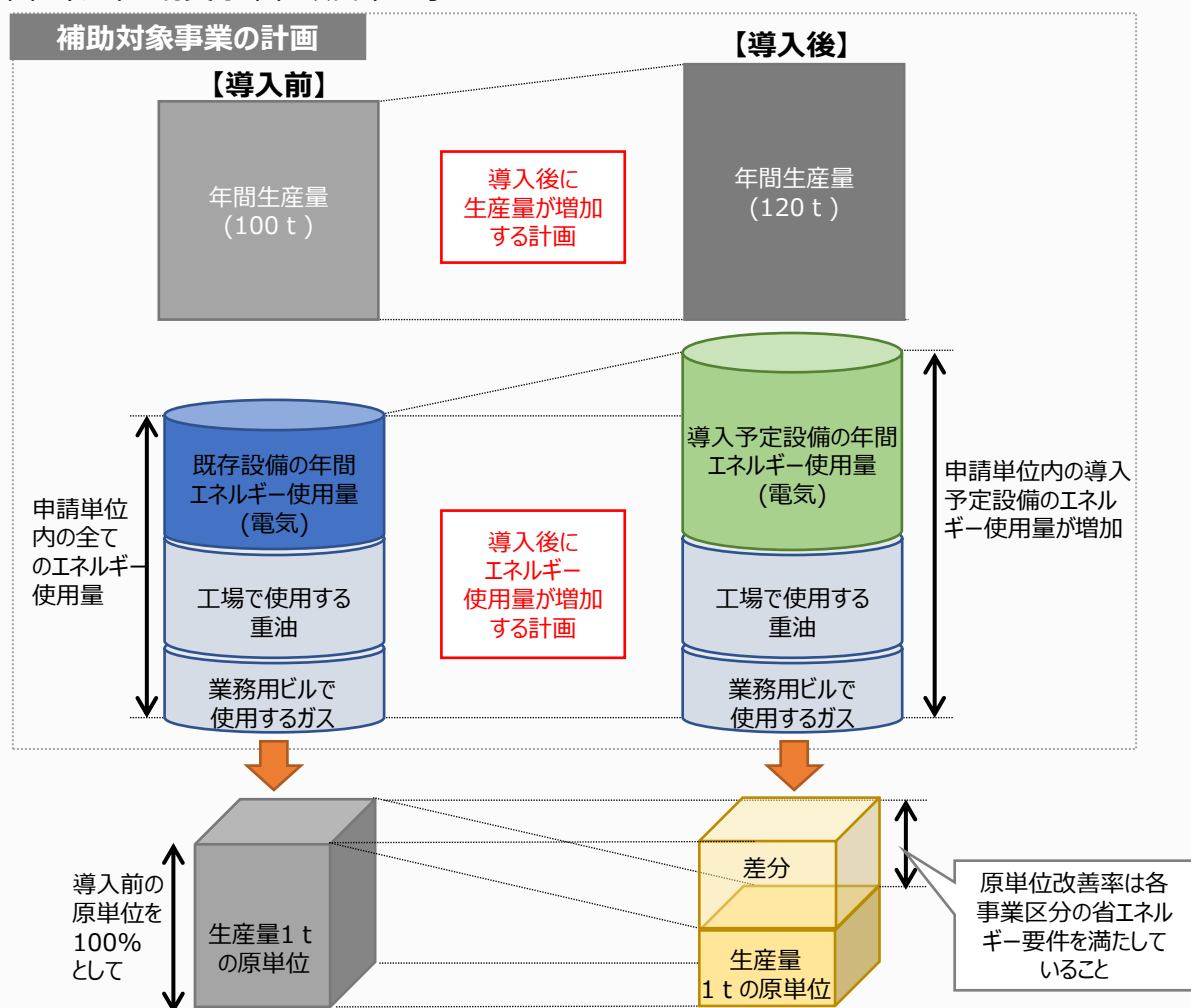 補助対象事業の計画
【導入前】
【導入後】
年間生産量
(100ｔ)
導入後に
生産量が増加
する計画
年間生産量
(120ｔ)
申請単位
内の全て
のエネルギー
使用量
既存設備の年間
エネルギー使用量
(電気)
工場で使用する
重油
業務用ビルで
使用するガス
導入後に
エネルギー
使用量が増加
する計画
導入予定設備の年間
エネルギー使用量
(電気)
工場で使用する
重油
業務用ビルで
使用するガス
申請単位内の導入
予定設備のエネル
ギー使用量が増加
導入前の
原単位を
100%
として
生産量1ｔ
の原単位
差分
生産量
1ｔの原単位
原単位改善率は各
事業区分の省エネル
ギー要件を満たして
いること